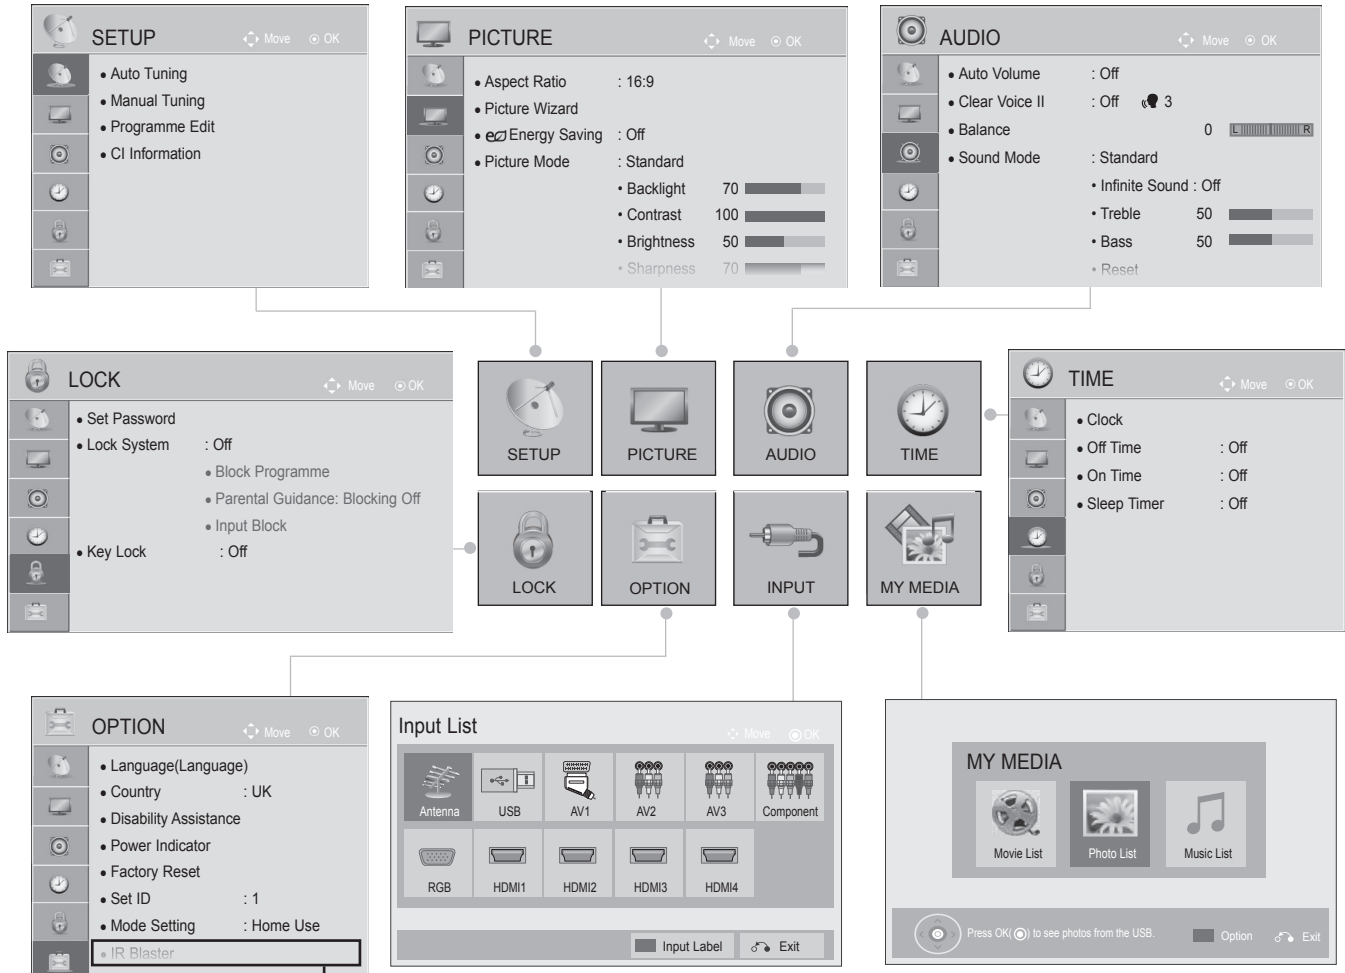 SETUP Move OK
Auto Tuning
Manual Tuning
Programme Edit
CI Information
PICTURE Move OK
Aspect Ratio : 16:9
Picture Wizard
Energy Saving : Off
Picture Mode : Standard
• Backlight 70
• Contrast 100
• Brightness 50
• Sharpness 70
AUDIO Move OK
Auto Volume : Off
Clear Voice II : Off 3
Balance 0 L R
Sound Mode : Standard
• Infinite Sound : Off
• Treble 50
• Bass 50
• Reset
LOCK Move OK
Set Password
Lock System : Off
Block Programme
Parental Guidance: Blocking Off
Input Block
Key Lock : Off
SETUP
PICTURE
AUDIO
TIME
LOCK
OPTION
INPUT
MY MEDIA
TIME Move OK
Clock
Off Time : Off
On Time : Off
Sleep Timer : Off
OPTION Move OK
Language(Language)
Country : UK
Disability Assistance
Power Indicator
Factory Reset
Set ID : 1
Mode Setting : Home Use
IR Blaster
Input List Move OK
Antenna USB AV1 AV2 AV3 Component
RGB HDMI1 HDMI2 HDMI3 HDMI4
Input Label Exit
MY MEDIA
Movie List Photo List Music List
Press OK(◉) to see photos from the USB. Option Exit